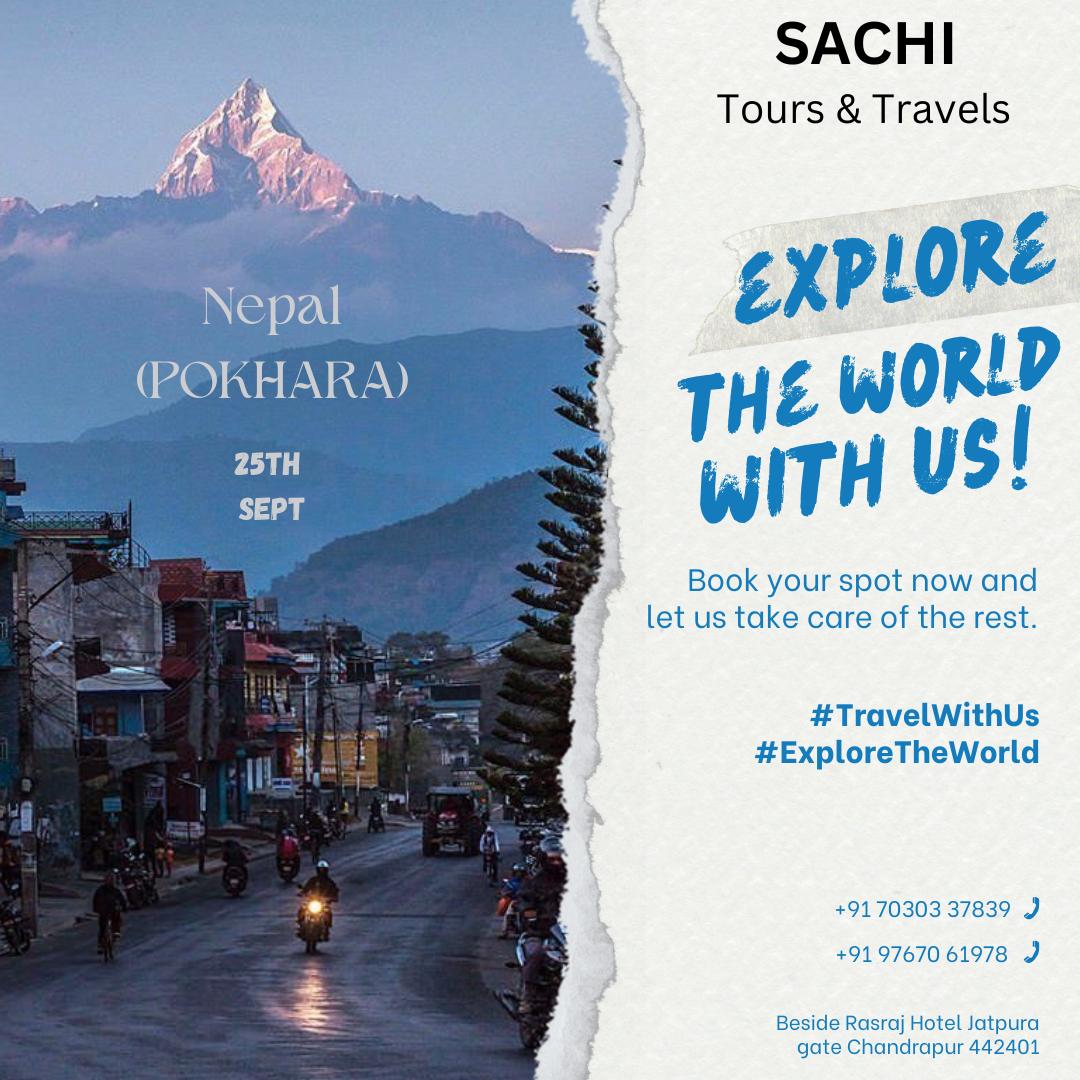 SACHI
Tours & Travels
EXPLORE
THE WORLD
WITH US!
Nepal
(POKHARA)
25TH
SEPT
Book your spot now and
let us take care of the rest.
#TravelWithUs
#ExploreTheWorld
+91 70303 37839
+91 97670 61978
Beside Rasraj Hotel Jatpura
gate Chandrapur 442401